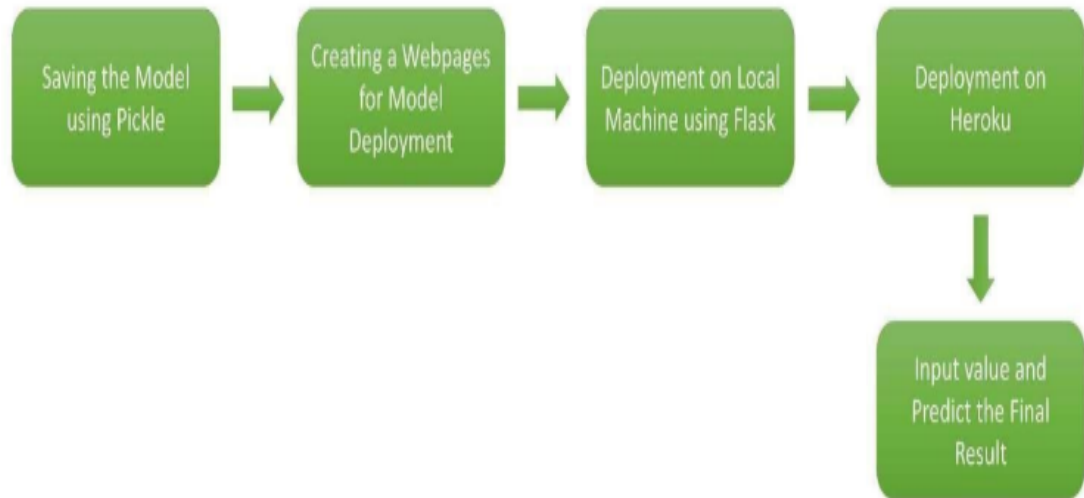 Saving the Model
using Pickle
Creating a Webpages
for Model
Deployment
Deployment on Local
Machine using Flask
Deployment on
Heroku
Input value and
Predict the Final
Result